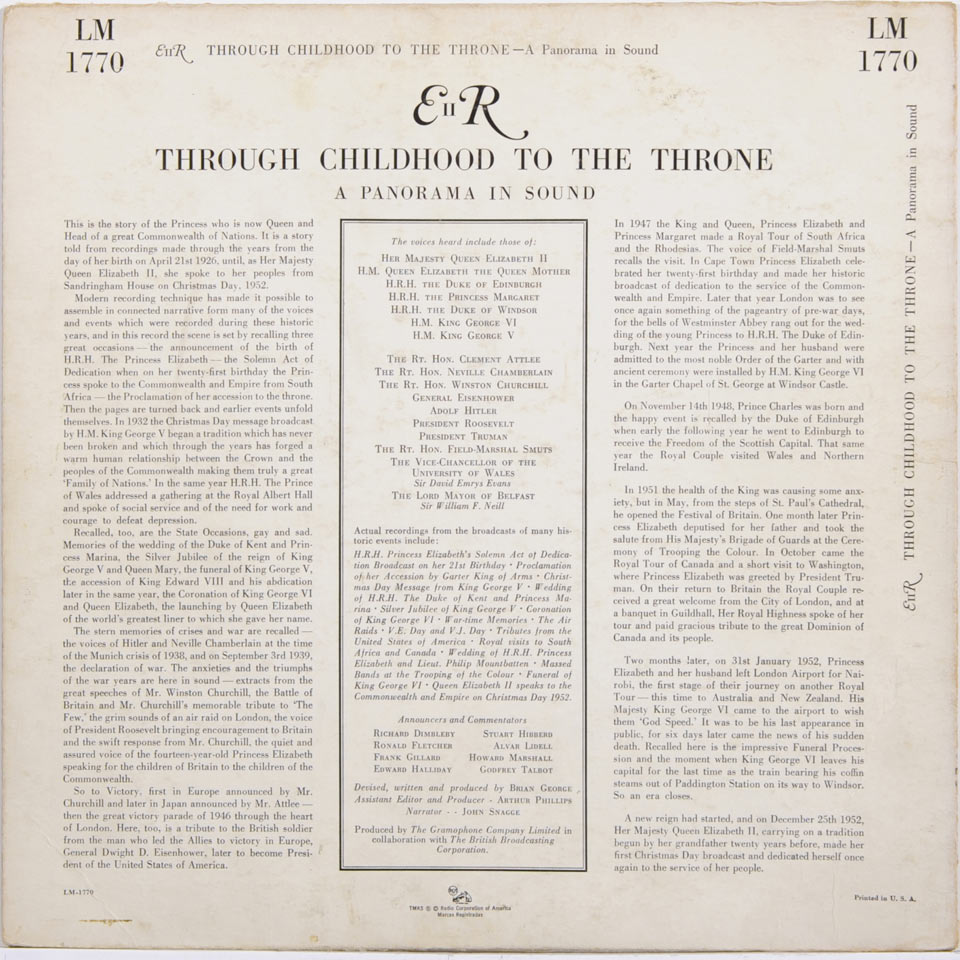 LM
1770
EIIR THROUGH CHILDHOOD TO THE THRONE—A Panorama in Sound
LM
1770
EIIR
THROUGH CHILDHOOD TO THE THRONE
A PANORAMA IN SOUND
This is the story of the Princess who is now Queen and
Head of a great Commonwealth of Nations. It is a story
told from recordings made through the years from the
day of her birth on April 21st 1926, until, as Her Majesty
Queen Elizabeth II, she spoke to her peoples from
Sandringham House on Christmas Day, 1952.
Modern recording technique has made it possible to
assemble in connected narrative form many of the voices
and events which were recorded during these historic
years, and in this record the scene is set by recalling three
great occasions—the announcement of the birth of
H.R.H. The Princess Elizabeth—the Solemn Act of
Dedication when on her twenty-first birthday the Prin-
cess spoke to the Commonwealth and Empire from South
Africa—the Proclamation of her accession to the throne.
Then the pages are turned back and earlier events unfold
themselves. In 1932 the Christmas Day message broadcast
by H.M. King George V began a tradition which has never
been broken and which through the years has forged a
warm human relationship between the Crown and the
peoples of the Commonwealth making them truly a great
'Family of Nations.' In the same year H.R.H. The Prince
of Wales addressed a gathering at the Royal Albert Hall
and spoke of social service and of the need for work and
courage to defeat depression.
Recalled, too, are the State Occasions, gay and sad.
Memories of the wedding of the Duke of Kent and Prin-
cess Marina, the Silver Jubilee of the reign of King
George V and Queen Mary, the funeral of King George V,
the accession of King Edward VIII and his abdication
later in the same year, the Coronation of King George VI
and Queen Elizabeth, the launching by Queen Elizabeth
of the world's greatest liner to which she gave her name.
The stern memories of crises and war are recalled—
the voices of Hitler and Neville Chamberlain at the time
of the Munich crisis of 1938, and on September 3rd 1939,
the declaration of war. The anxieties and the triumphs
of the war years are here in sound—extracts from the
great speeches of Mr. Winston Churchill, the Battle of
Britain and Mr. Churchill's memorable tribute to 'The
Few,' the grim sounds of an air raid on London, the voice
of President Roosevelt bringing encouragement to Britain
and the swift response from Mr. Churchill, the quiet and
assured voice of the fourteen-year-old Princess Elizabeth
speaking for the children of Britain to the children of the
Commonwealth.
So to Victory, first in Europe announced by Mr.
Churchill and later in Japan announced by Mr. Attlee—
then the great victory parade of 1946 through the heart
of London. Here, too, is a tribute to the British soldier
from the man who led the Allies to victory in Europe,
General Dwight D. Eisenhower, later to become Presi-
dent of the United States of America.
LM-1770
The voices heard include those of:
HER MAJESTY QUEEN ELIZABETH II
H.M. QUEEN ELIZABETH THE QUEEN MOTHER
H.R.H. THE DUKE OF EDINBURGH
H.R.H. THE PRINCESS MARGARET
H.R.H. THE DUKE OF WINDSOR
H.M. KING GEORGE VI
H.M. KING GEORGE V
THE RT. HON. CLEMENT ATTLEE
THE RT. HON. NEVILLE CHAMBERLAIN
THE RT. HON. WINSTON CHURCHILL
GENERAL EISENHOWER
ADOLF HITLER
PRESIDENT ROOSEVELT
PRESIDENT TRUMAN
THE RT. HON. FIELD-MARSHAL SMUTS
THE VICE-CHANCELLOR OF THE
UNIVERSITY OF WALES
Sir David Emrys Evans
THE LORD MAYOR OF BELFAST
Sir William F. Neill
Actual recordings from the broadcasts of many his-
toric events include:
H.R.H. Princess Elizabeth's Solemn Act of Dedica-
tion Broadcast on her 21st Birthday · Proclamation
of her Accession by Garter King of Arms · Christ-
mas Day Message from King George V · Wedding
of H.R.H. The Duke of Kent and Princess Ma-
rina · Silver Jubilee of King George V · Coronation
of King George VI · War-time Memories · The Air
Raids · V.E. Day and V.J. Day · Tributes from the
United States of America · Royal visits to South
Africa and Canada · Wedding of H.R.H. Princess
Elizabeth and Lieut. Philip Mountbatten · Massed
Bands at the Trooping of the Colour · Funeral of
King George VI · Queen Elizabeth II speaks to the
Commonwealth and Empire on Christmas Day 1952.
Announcers and Commentators
RICHARD DIMBLEBY STUART HIBBERD
RONALD FLETCHER ALVAR LIDELL
FRANK GILLARD HOWARD MARSHALL
EDWARD HALLIDAY GODFREY TALBOT
Devised, written and produced by BRIAN GEORGE
Assistant Editor and Producer - ARTHUR PHILLIPS
Narrator - - JOHN SNAGGE
Produced by The Gramophone Company Limited in
collaboration with The British Broadcasting
Corporation.
TMKS ® © Radio Corporation of America
Marcas Registradas
In 1947 the King and Queen, Princess Elizabeth and
Princess Margaret made a Royal Tour of South Africa
and the Rhodesias. The voice of Field-Marshal Smuts
recalls the visit. In Cape Town Princess Elizabeth cele-
brated her twenty-first birthday and made her historic
broadcast of dedication to the service of the Common-
wealth and Empire. Later that year London was to see
once again something of the pageantry of pre-war days,
for the bells of Westminster Abbey rang out for the wed-
ding of the young Princess to H.R.H. The Duke of Edin-
burgh. Next year the Princess and her husband were
admitted to the most noble Order of the Garter and with
ancient ceremony were installed by H.M. King George VI
in the Garter Chapel of St. George at Windsor Castle.
On November 14th 1948, Prince Charles was born and
the happy event is recalled by the Duke of Edinburgh
when early the following year he went to Edinburgh to
receive the Freedom of the Scottish Capital. That same
year the Royal Couple visited Wales and Northern
Ireland.
In 1951 the health of the King was causing some anx-
iety, but in May, from the steps of St. Paul's Cathedral,
he opened the Festival of Britain. One month later Prin-
cess Elizabeth deputised for her father and took the
salute from His Majesty's Brigade of Guards at the Cere-
mony of Trooping the Colour. In October came the
Royal Tour of Canada and a short visit to Washington,
where Princess Elizabeth was greeted by President Tru-
man. On their return to Britain the Royal Couple re-
ceived a great welcome from the City of London, and at
a banquet in Guildhall, Her Royal Highness spoke of her
tour and paid gracious tribute to the great Dominion of
Canada and its people.
Two months later, on 31st January 1952, Princess
Elizabeth and her husband left London Airport for Nai-
robi, the first stage of their journey on another Royal
Tour—this time to Australia and New Zealand. His
Majesty King George VI came to the airport to wish
them 'God Speed.' It was to be his last appearance in
public, for six days later came the news of his sudden
death. Recalled here is the impressive Funeral Proces-
sion and the moment when King George VI leaves his
capital for the last time as the train bearing his coffin
steams out of Paddington Station on its way to Windsor.
So an era closes.
A new reign had started, and on December 25th 1952,
Her Majesty Queen Elizabeth II, carrying on a tradition
begun by her grandfather twenty years before, made her
first Christmas Day broadcast and dedicated herself once
again to the service of her people.
Printed in U. S. A.
EIIR THROUGH CHILDHOOD TO THE THRONE—A Panorama in Sound